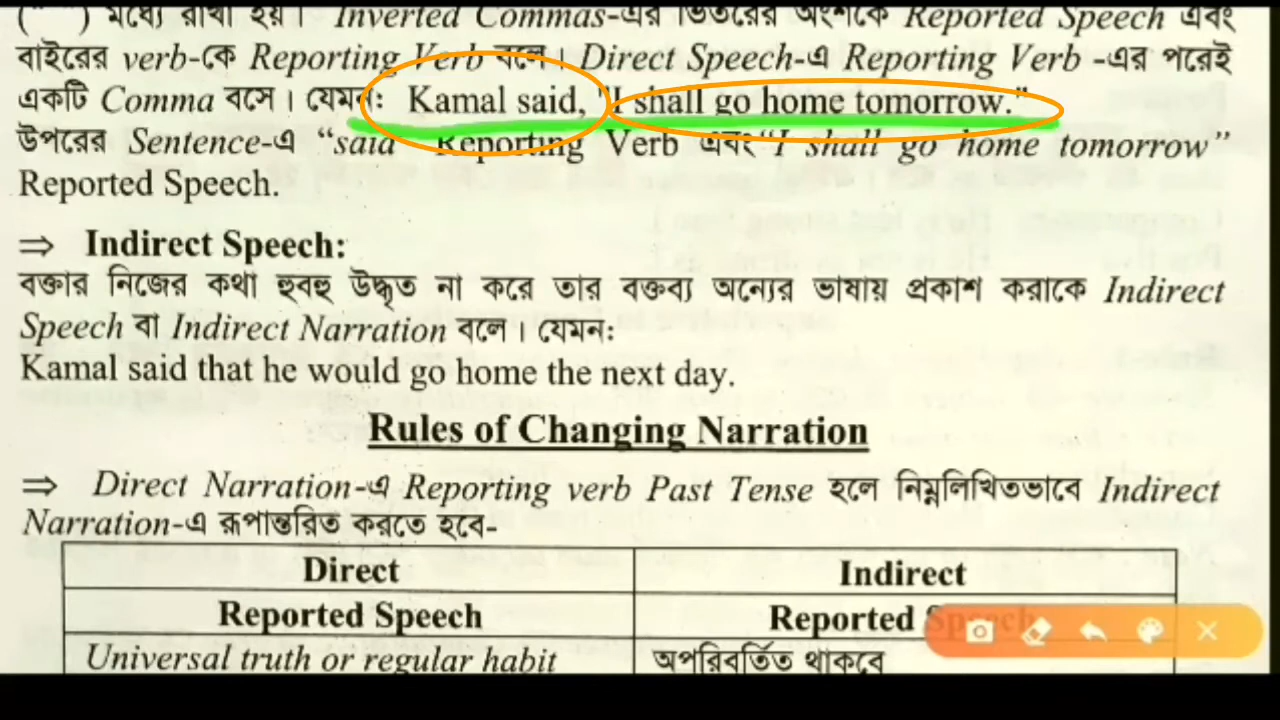 (“ ”) মধ্যে রাখা হয়। Inverted Commas-এর ভিতরের অংশকে Reported Speech এবং
বাইরের verb-কে Reporting Verb বলে। Direct Speech-এ Reporting Verb -এর পরেই
একটি Comma বসে। যেমন: Kamal said, “I shall go home tomorrow.”
উপরের Sentence-এ “said” Reporting Verb এবং “I shall go home tomorrow”
Reported Speech.
⇒ Indirect Speech:
বক্তার নিজের কথা হুবহু উদ্ধৃত না করে তার বক্তব্য অন্যের ভাষায় প্রকাশ করাকে Indirect
Speech বা Indirect Narration বলে। যেমন:
Kamal said that he would go home the next day.
Rules of Changing Narration
⇒ Direct Narration-এ Reporting verb Past Tense হলে নিম্নলিখিতভাবে Indirect
Narration-এ রূপান্তরিত করতে হবে-
Direct Indirect
Reported Speech Reported Speech
Universal truth or regular habit অপরিবর্তিত থাকবে